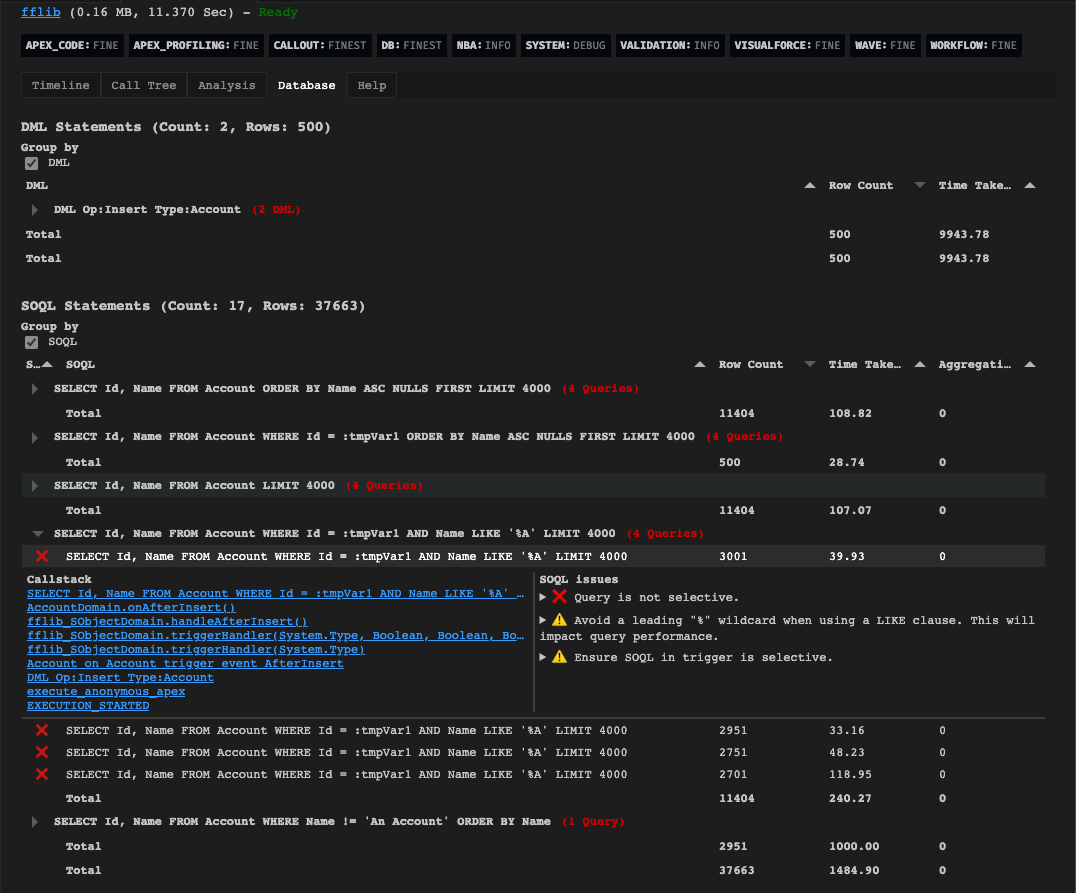 fflib (0.16 MB, 11.370 Sec) - Ready
APEX_CODE: FINE APEX_PROFILING: FINE CALLOUT: FINEST DB: FINEST NBA: INFO SYSTEM: DEBUG VALIDATION: INFO VISUALFORCE: FINE WAVE: FINE WORKFLOW: FINE
Timeline Call Tree Analysis Database Help
DML Statements (Count: 2, Rows: 500)
Group by
DML
DML Row Count Time Take…
DML Op:Insert Type:Account (2 DML)
Total 500 9943.78
Total 500 9943.78
SOQL Statements (Count: 17, Rows: 37663)
Group by
SOQL
S… SOQL Row Count Time Take… Aggregati…
SELECT Id, Name FROM Account ORDER BY Name ASC NULLS FIRST LIMIT 4000 (4 Queries)
Total 11404 108.82 0
SELECT Id, Name FROM Account WHERE Id = :tmpVar1 ORDER BY Name ASC NULLS FIRST LIMIT 4000 (4 Queries)
Total 500 28.74 0
SELECT Id, Name FROM Account LIMIT 4000 (4 Queries)
Total 11404 107.07 0
SELECT Id, Name FROM Account WHERE Id = :tmpVar1 AND Name LIKE '%A' LIMIT 4000 (4 Queries)
SELECT Id, Name FROM Account WHERE Id = :tmpVar1 AND Name LIKE '%A' LIMIT 4000 3001 39.93 0
Callstack
SELECT Id, Name FROM Account WHERE Id = :tmpVar1 AND Name LIKE '%A' …
AccountDomain.onAfterInsert()
fflib_SObjectDomain.handleAfterInsert()
fflib_SObjectDomain.triggerHandler(System.Type, Boolean, Boolean, Bo…
fflib_SObjectDomain.triggerHandler(System.Type)
Account on Account trigger event AfterInsert
DML Op:Insert Type:Account
execute_anonymous_apex
EXECUTION_STARTED
SOQL issues
Query is not selective.
Avoid a leading "%" wildcard when using a LIKE clause. This will
impact query performance.
Ensure SOQL in trigger is selective.
SELECT Id, Name FROM Account WHERE Id = :tmpVar1 AND Name LIKE '%A' LIMIT 4000 2951 33.16 0
SELECT Id, Name FROM Account WHERE Id = :tmpVar1 AND Name LIKE '%A' LIMIT 4000 2751 48.23 0
SELECT Id, Name FROM Account WHERE Id = :tmpVar1 AND Name LIKE '%A' LIMIT 4000 2701 118.95 0
Total 11404 240.27 0
SELECT Id, Name FROM Account WHERE Name != 'An Account' ORDER BY Name (1 Query)
Total 2951 1000.00 0
Total 37663 1484.90 0